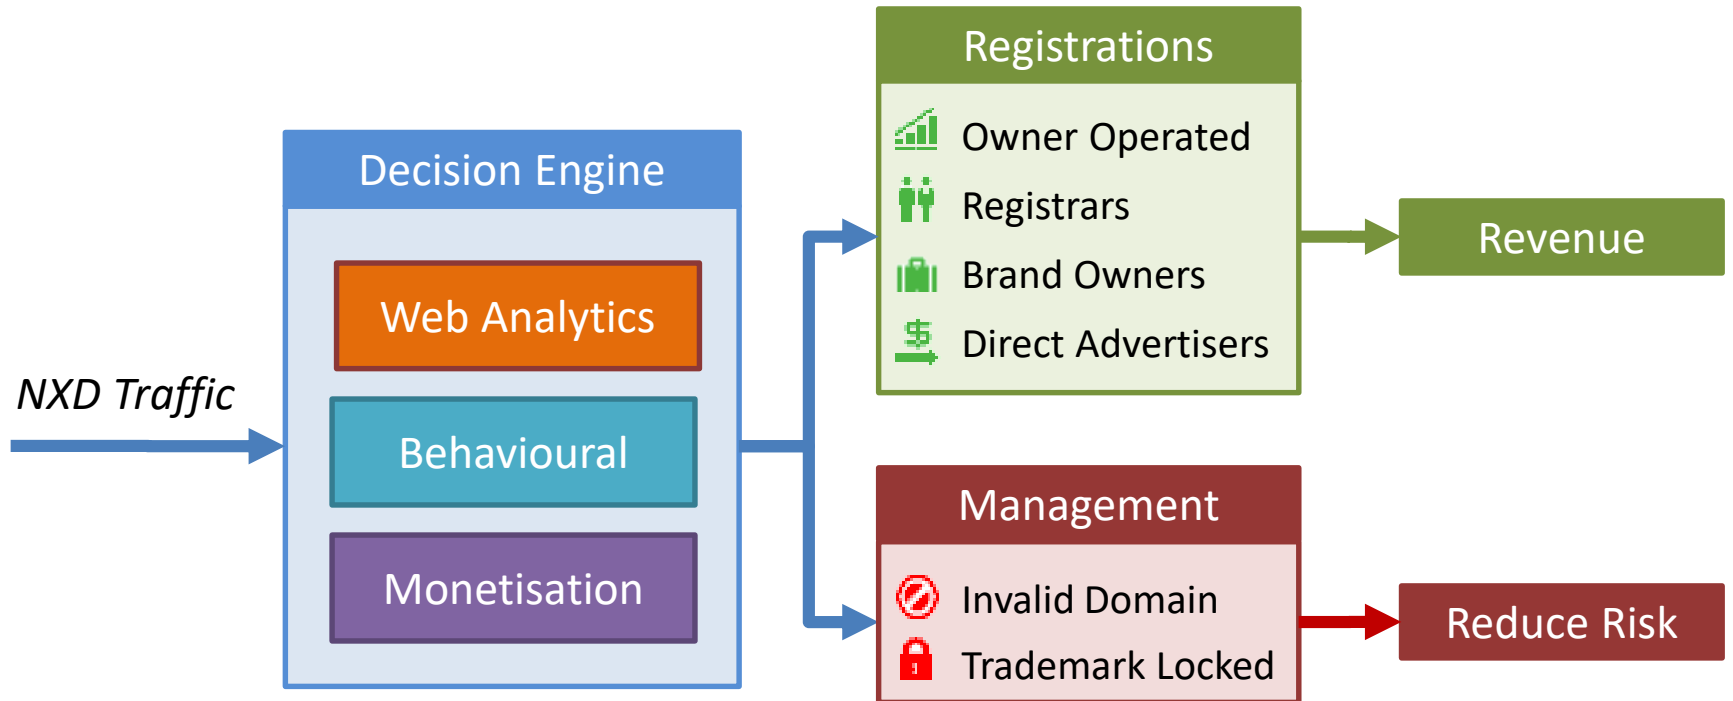 NXD Traffic
Decision Engine
Web Analytics
Behavioural
Monetisation
Registrations
Owner Operated
Registrars
Brand Owners
Direct Advertisers
Revenue
Management
Invalid Domain
Trademark Locked
Reduce Risk